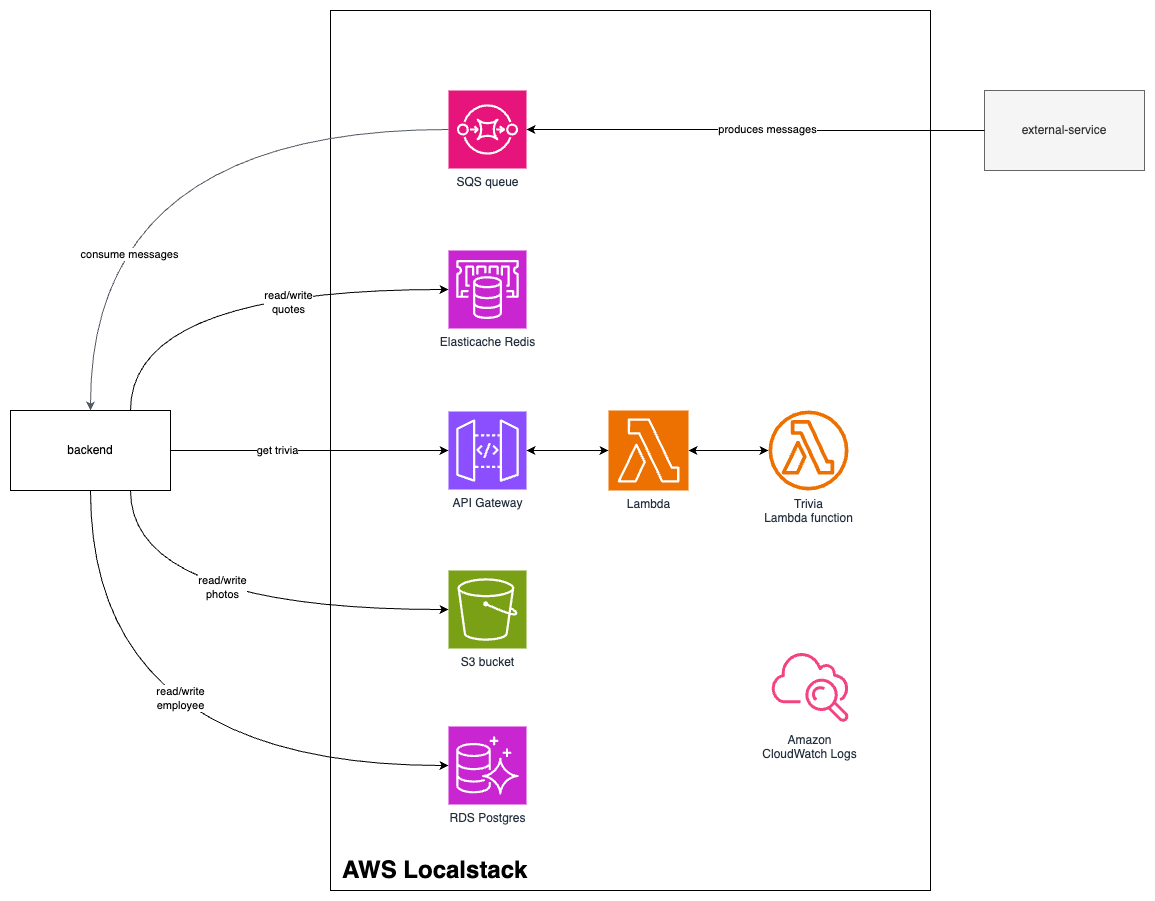 produces messages
external-service
SQS queue
consume messages
read/write
quotes
Elasticache Redis
backend
get trivia
API Gateway
Lambda
Trivia
Lambda function
read/write
photos
S3 bucket
read/write
employee
Amazon
CloudWatch Logs
RDS Postgres
AWS Localstack